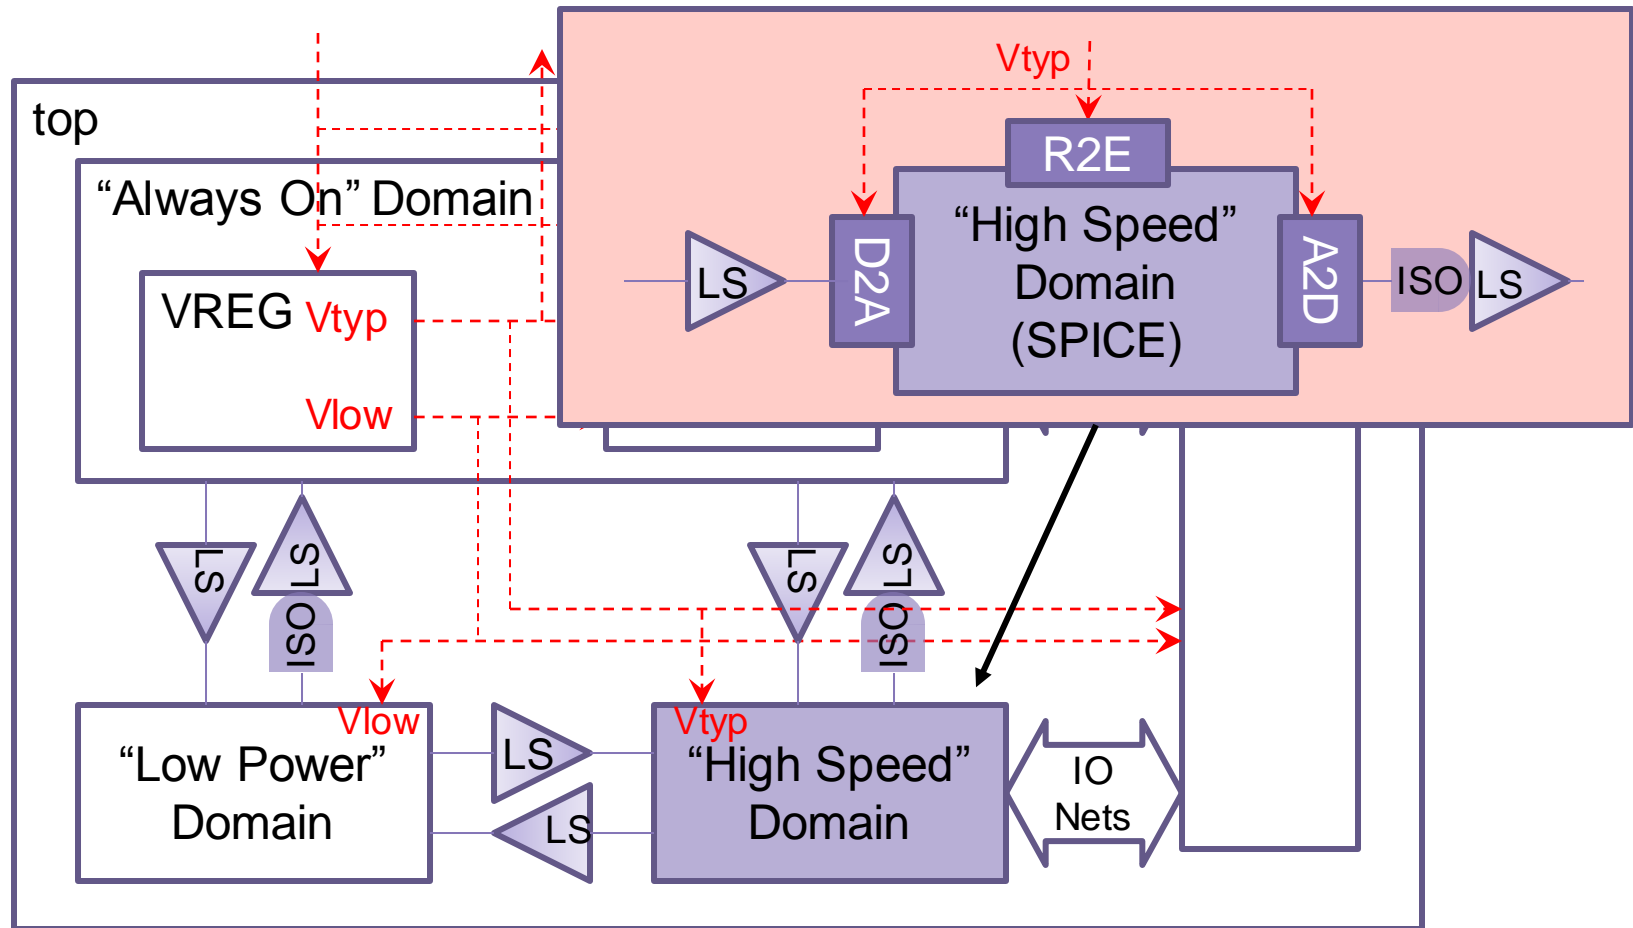 top
“Always On” Domain
VREG
Vtyp
Vlow
Vtyp
R2E
“High Speed”
Domain
(SPICE)
LS
D2A
A2D
ISO
LS
LS
LS
ISO
LS
LS
ISO
Vlow
“Low Power”
Domain
LS
LS
Vtyp
“High Speed”
Domain
IO
Nets